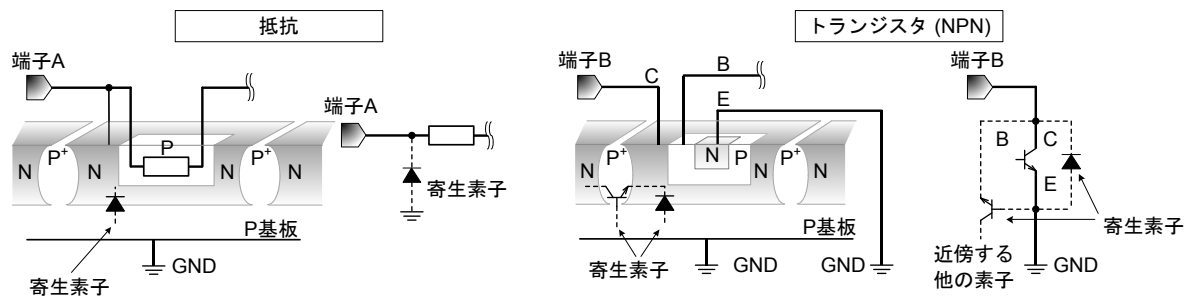 抵抗
トランジスタ (NPN)
端子A
端子A
P
N
P+
N
P+
N
寄生素子
P基板
GND
寄生素子
端子B
C
B
E
N
P+
N
N
P
P+
N
P基板
寄生素子
GND
GND
端子B
B
C
E
寄生素子
近傍する
他の素子
GND